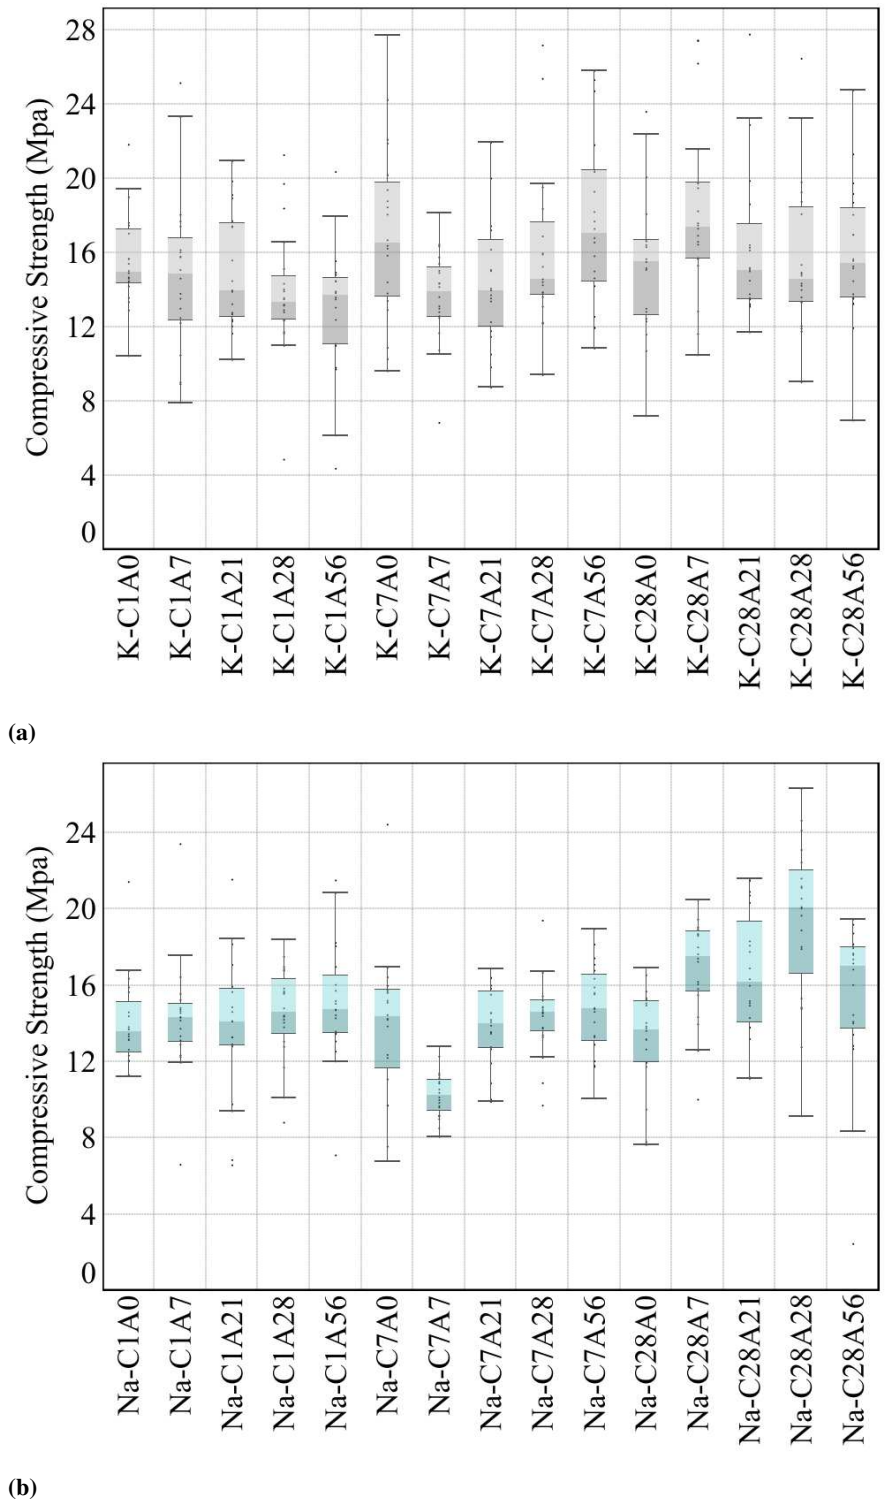 28
24
20
16
12
8
4
0
Compressive Strength (Mpa)
K-C1A0
K-C1A7
K-C1A21
K-C1A28
K-C1A56
K-C7A0
K-C7A7
K-C7A21
K-C7A28
K-C7A56
K-C28A0
K-C28A7
K-C28A21
K-C28A28
K-C28A56
(a)
24
20
16
12
8
4
0
Compressive Strength (Mpa)
Na-C1A0
Na-C1A7
Na-C1A21
Na-C1A28
Na-C1A56
Na-C7A0
Na-C7A7
Na-C7A21
Na-C7A28
Na-C7A56
Na-C28A0
Na-C28A7
Na-C28A21
Na-C28A28
Na-C28A56
(b)